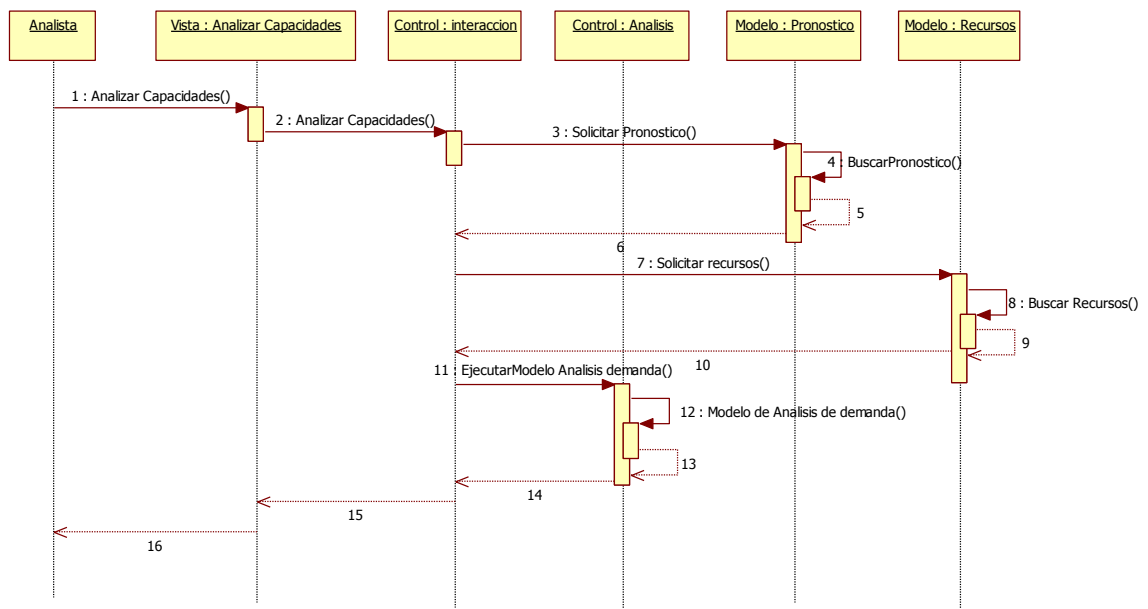 Analista
Vista : Analizar Capacidades
Control : interaccion
Control : Analisis
Modelo : Pronostico
Modelo : Recursos
1 : Analizar Capacidades()
2 : Analizar Capacidades()
3 : Solicitar Pronostico()
4 : BuscarPronostico()
5
6
7 : Solicitar recursos()
8 : Buscar Recursos()
9
10
11 : EjecutarModelo Analisis demanda()
12 : Modelo de Analisis de demanda()
13
14
15
16